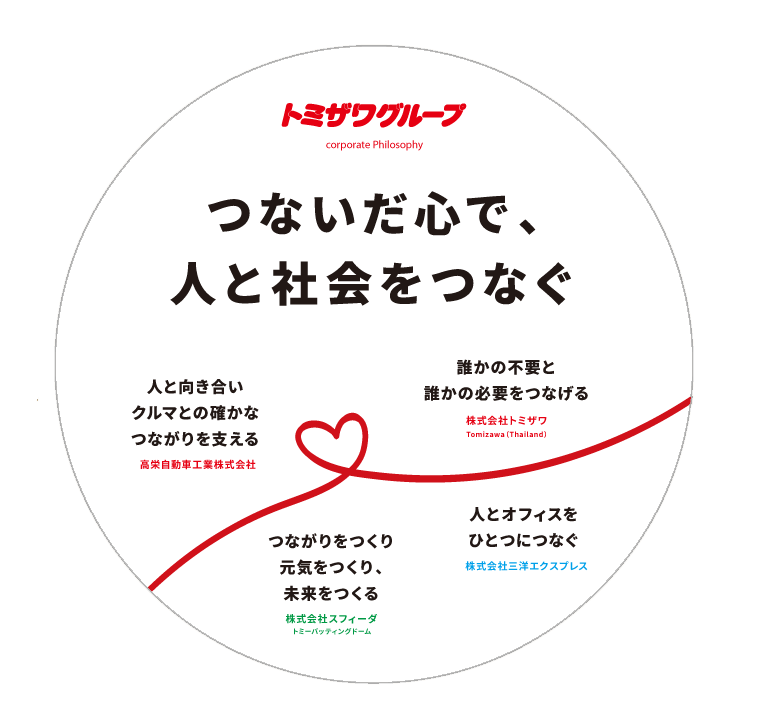 トミザワグループ
corporate Philosophy
つないだ心で、
人と社会をつなぐ
人と向き合い
クルマとの確かな
つながりを支える
高栄自動車工業株式会社
誰かの不要と
誰かの必要をつなげる
株式会社トミザワ
Tomizawa（Thailand）
つながりをつくり
元気をつくり、
未来をつくる
株式会社スフィーダ
トミーバッティングドーム
人とオフィスを
ひとつにつなぐ
株式会社三洋エクスプレス